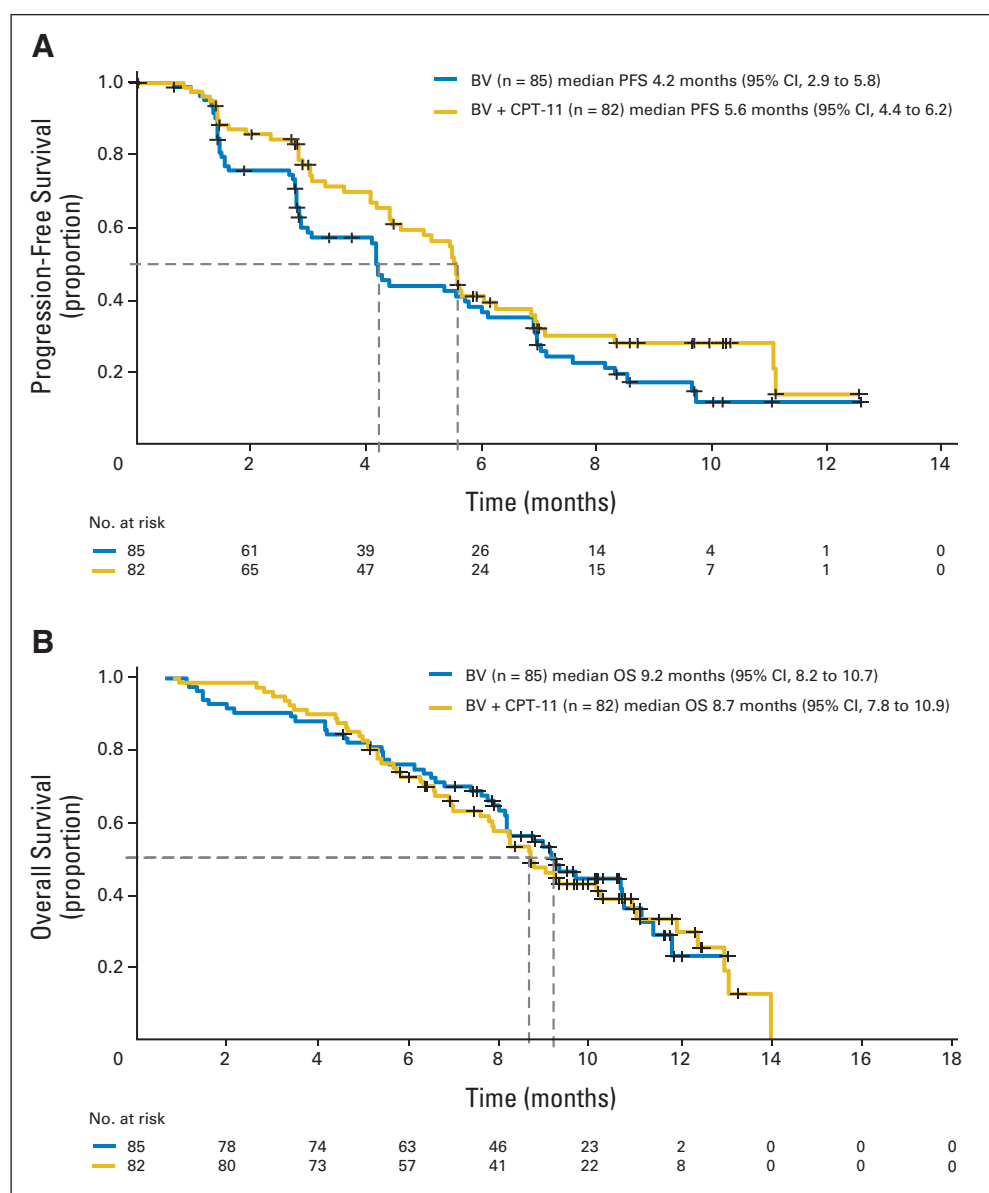 A
BV (n = 85) median PFS 4.2 months (95% CI, 2.9 to 5.8)
BV + CPT-11 (n = 82) median PFS 5.6 months (95% CI, 4.4 to 6.2)
Progression-Free Survival
(proportion)
1.0
0.8
0.6
0.4
0.2
0 2 4 6 8 10 12 14
Time (months)
No. at risk
85 61 39 26 14 4 1 0
82 65 47 24 15 7 1 0
B
BV (n = 85) median OS 9.2 months (95% CI, 8.2 to 10.7)
BV + CPT-11 (n = 82) median OS 8.7 months (95% CI, 7.8 to 10.9)
Overall Survival
(proportion)
1.0
0.8
0.6
0.4
0.2
0 2 4 6 8 10 12 14 16 18
Time (months)
No. at risk
85 78 74 63 46 23 2 0 0 0
82 80 73 57 41 22 8 0 0 0